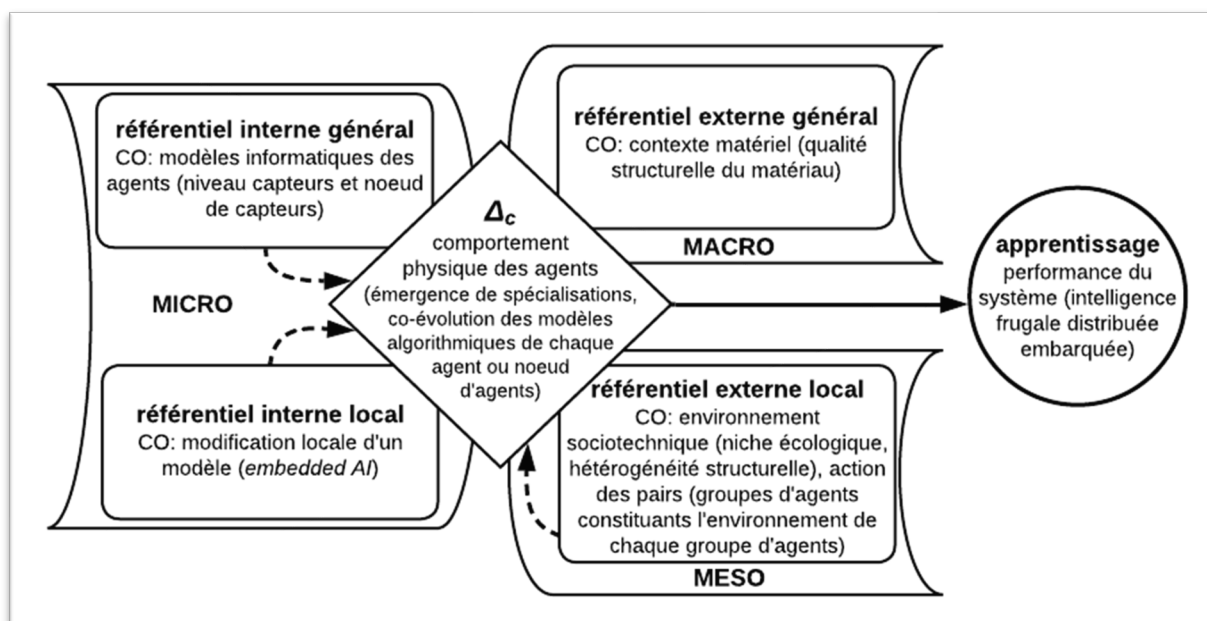 référentiel interne général
CO: modèles informatiques des
agents (niveau capteurs et noeud
de capteurs)
MICRO
référentiel interne local
CO: modification locale d'un
modèle (embedded AI)
Δc
comportement
physique des agents
(émergence de spécialisations,
co-évolution des modèles
algorithmiques de chaque
agent ou noeud
d'agents)
référentiel externe général
CO: contexte matériel (qualité
structurelle du matériau)
MACRO
référentiel externe local
CO: environnement
sociotechnique (niche écologique,
hétérogénéité structurelle), action
des pairs (groupes d'agents
constituants l'environnement de
chaque groupe d'agents)
MESO
apprentissage
performance du
système (intelligence
frugale distribuée
embarquée)